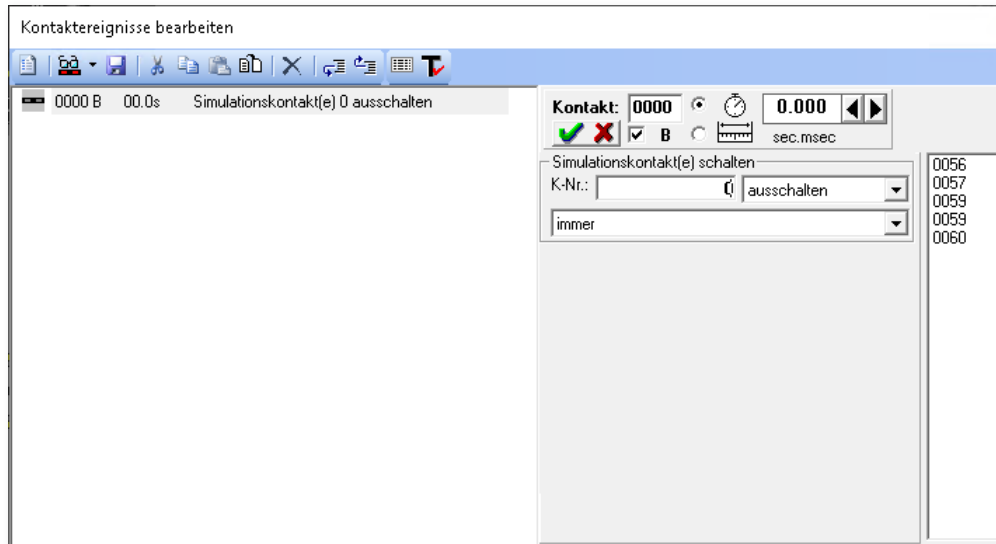 Kontaktereignisse bearbeiten
0000 B 00.0s Simulationskontakt(e) 0 ausschalten
Kontakt: 0000 0.000
B sec.msec
Simulationskontakt(e) schalten
K-Nr.: 0 ausschalten
immer
0056
0057
0059
0059
0060